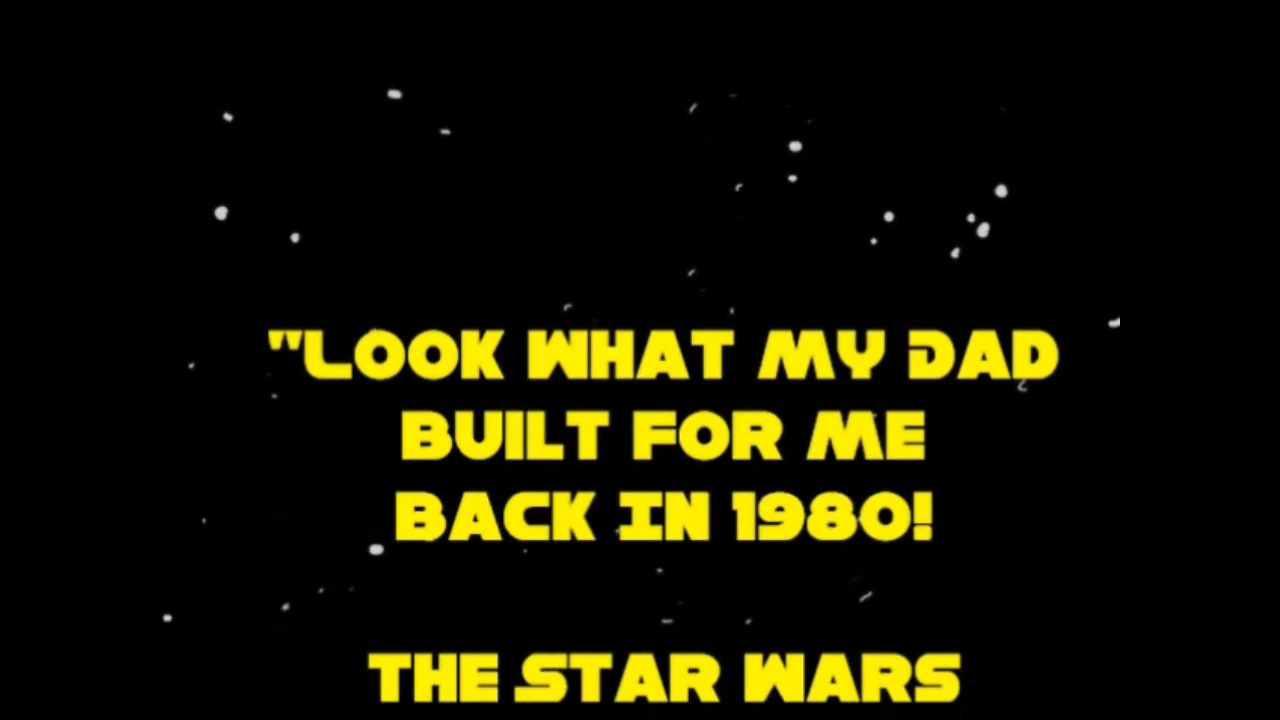 "LOOK WHAT MY DAD
BUILT FOR ME
BACK IN 1980!
THE STAR WARS